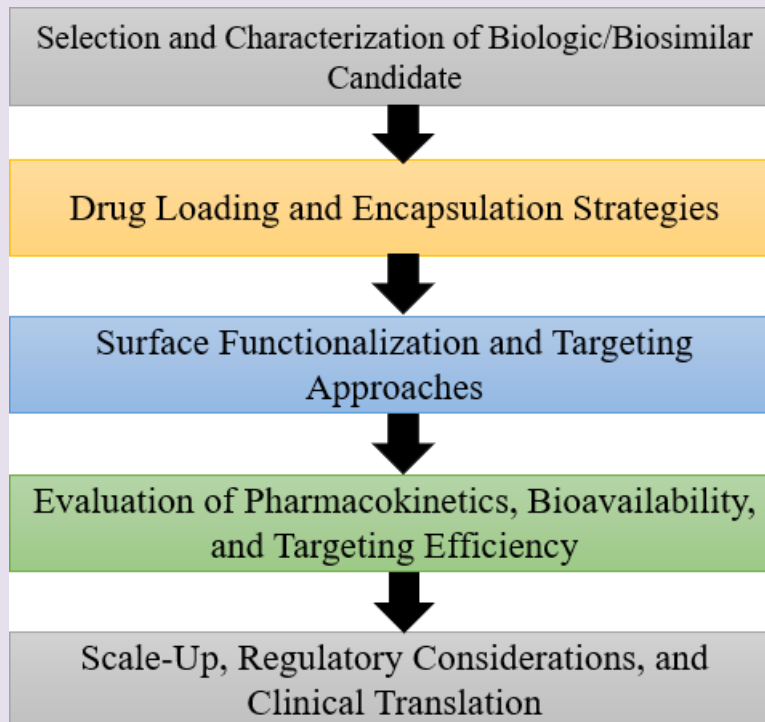 Selection and Characterization of Biologic/Biosimilar
Candidate
Drug Loading and Encapsulation Strategies
Surface Functionalization and Targeting
Approaches
Evaluation of Pharmacokinetics, Bioavailability,
and Targeting Efficiency
Scale-Up, Regulatory Considerations, and
Clinical Translation